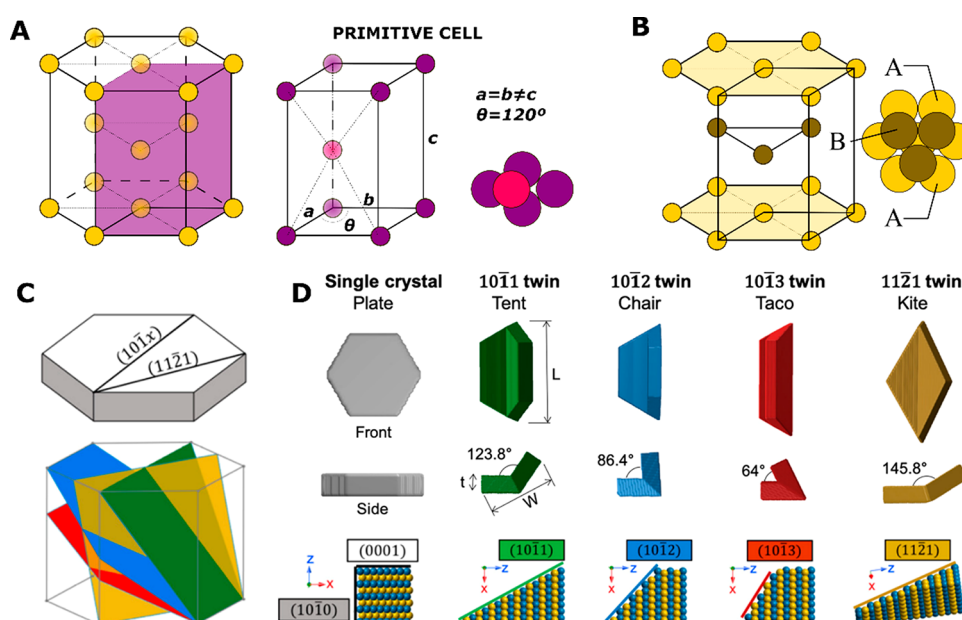 A
PRIMITIVE CELL
a=b≠c
θ=120º
c
a
b
θ
B
A
B
A
C
(101̅x)
(112̅1)
D
Single crystal
Plate
101̅1 twin
Tent
101̅2 twin
Chair
101̅3 twin
Taco
112̅1 twin
Kite
L
Front
123.8°
t
W
86.4°
64°
145.8°
Side
(0001)
(101̅0)
z
x
(101̅1)
z
x
(101̅2)
z
x
(101̅3)
z
x
(112̅1)
z
x